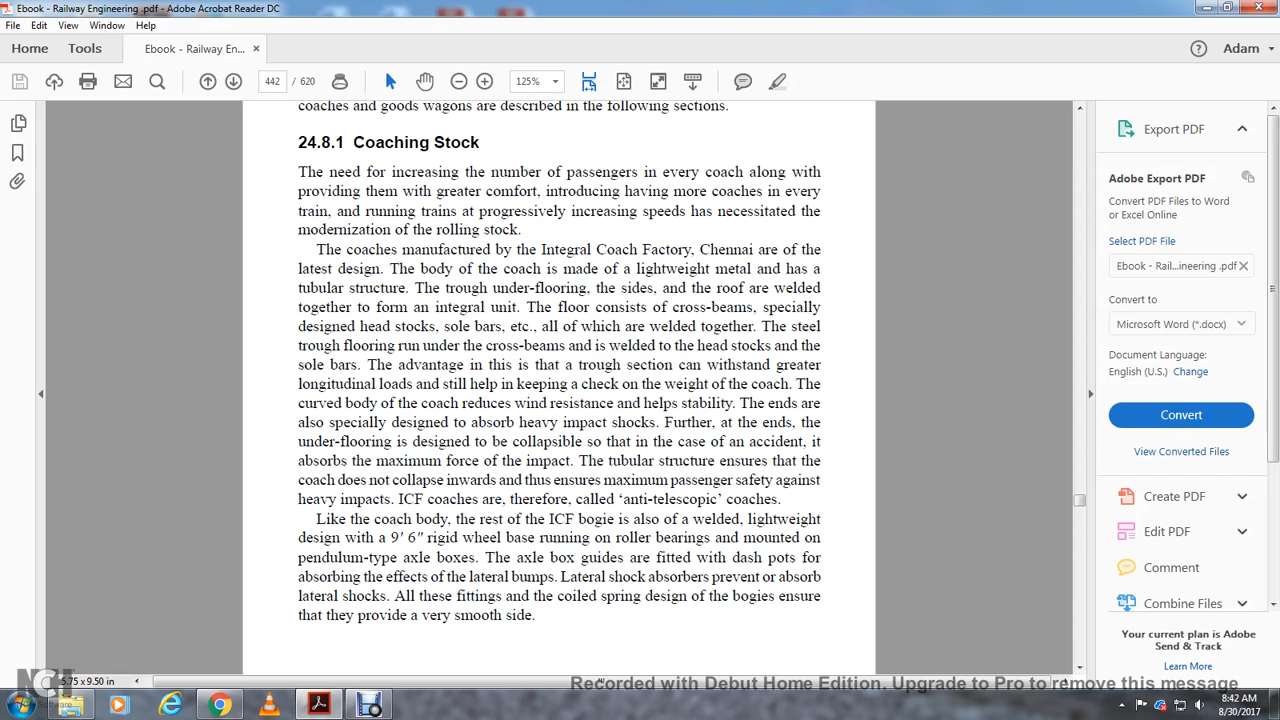 Ebook - Railway Engineering .pdf - Adobe Acrobat Reader DC
File Edit View Window Help
Home Tools Ebook - Railway En... × Adam
442 / 620 125%
coaches and goods wagons are described in the following sections.
24.8.1 Coaching Stock
The need for increasing the number of passengers in every coach along with
providing them with greater comfort, introducing having more coaches in every
train, and running trains at progressively increasing speeds has necessitated the
modernization of the rolling stock.
The coaches manufactured by the Integral Coach Factory, Chennai are of the
latest design. The body of the coach is made of a lightweight metal and has a
tubular structure. The trough under-flooring, the sides, and the roof are welded
together to form an integral unit. The floor consists of cross-beams, specially
designed head stocks, sole bars, etc., all of which are welded together. The steel
trough flooring run under the cross-beams and is welded to the head stocks and the
sole bars. The advantage in this is that a trough section can withstand greater
longitudinal loads and still help in keeping a check on the weight of the coach. The
curved body of the coach reduces wind resistance and helps stability. The ends are
also specially designed to absorb heavy impact shocks. Further, at the ends, the
under-flooring is designed to be collapsible so that in the case of an accident, it
absorbs the maximum force of the impact. The tubular structure ensures that the
coach does not collapse inwards and thus ensures maximum passenger safety against
heavy impacts. ICF coaches are, therefore, called ‘anti-telescopic’ coaches.
Like the coach body, the rest of the ICF bogie is also of a welded, lightweight
design with a 9′ 6″ rigid wheel base running on roller bearings and mounted on
pendulum-type axle boxes. The axle box guides are fitted with dash pots for
absorbing the effects of the lateral bumps. Lateral shock absorbers prevent or absorb
lateral shocks. All these fittings and the coiled spring design of the bogies ensure
that they provide a very smooth side.
5.75 x 9.50 in
Export PDF
Adobe Export PDF
Convert PDF Files to Word
or Excel Online
Select PDF File
Ebook - Rail...ineering .pdf ×
Convert to
Microsoft Word (*.docx)
Document Language:
English (U.S.) Change
Convert
View Converted Files
Create PDF
Edit PDF
Comment
Combine Files
Your current plan is Adobe
Send & Track
Learn More
Recorded with Debut Home Edition. Upgrade to Pro to remove this message
NCH
Software
8:42 AM
8/30/2017